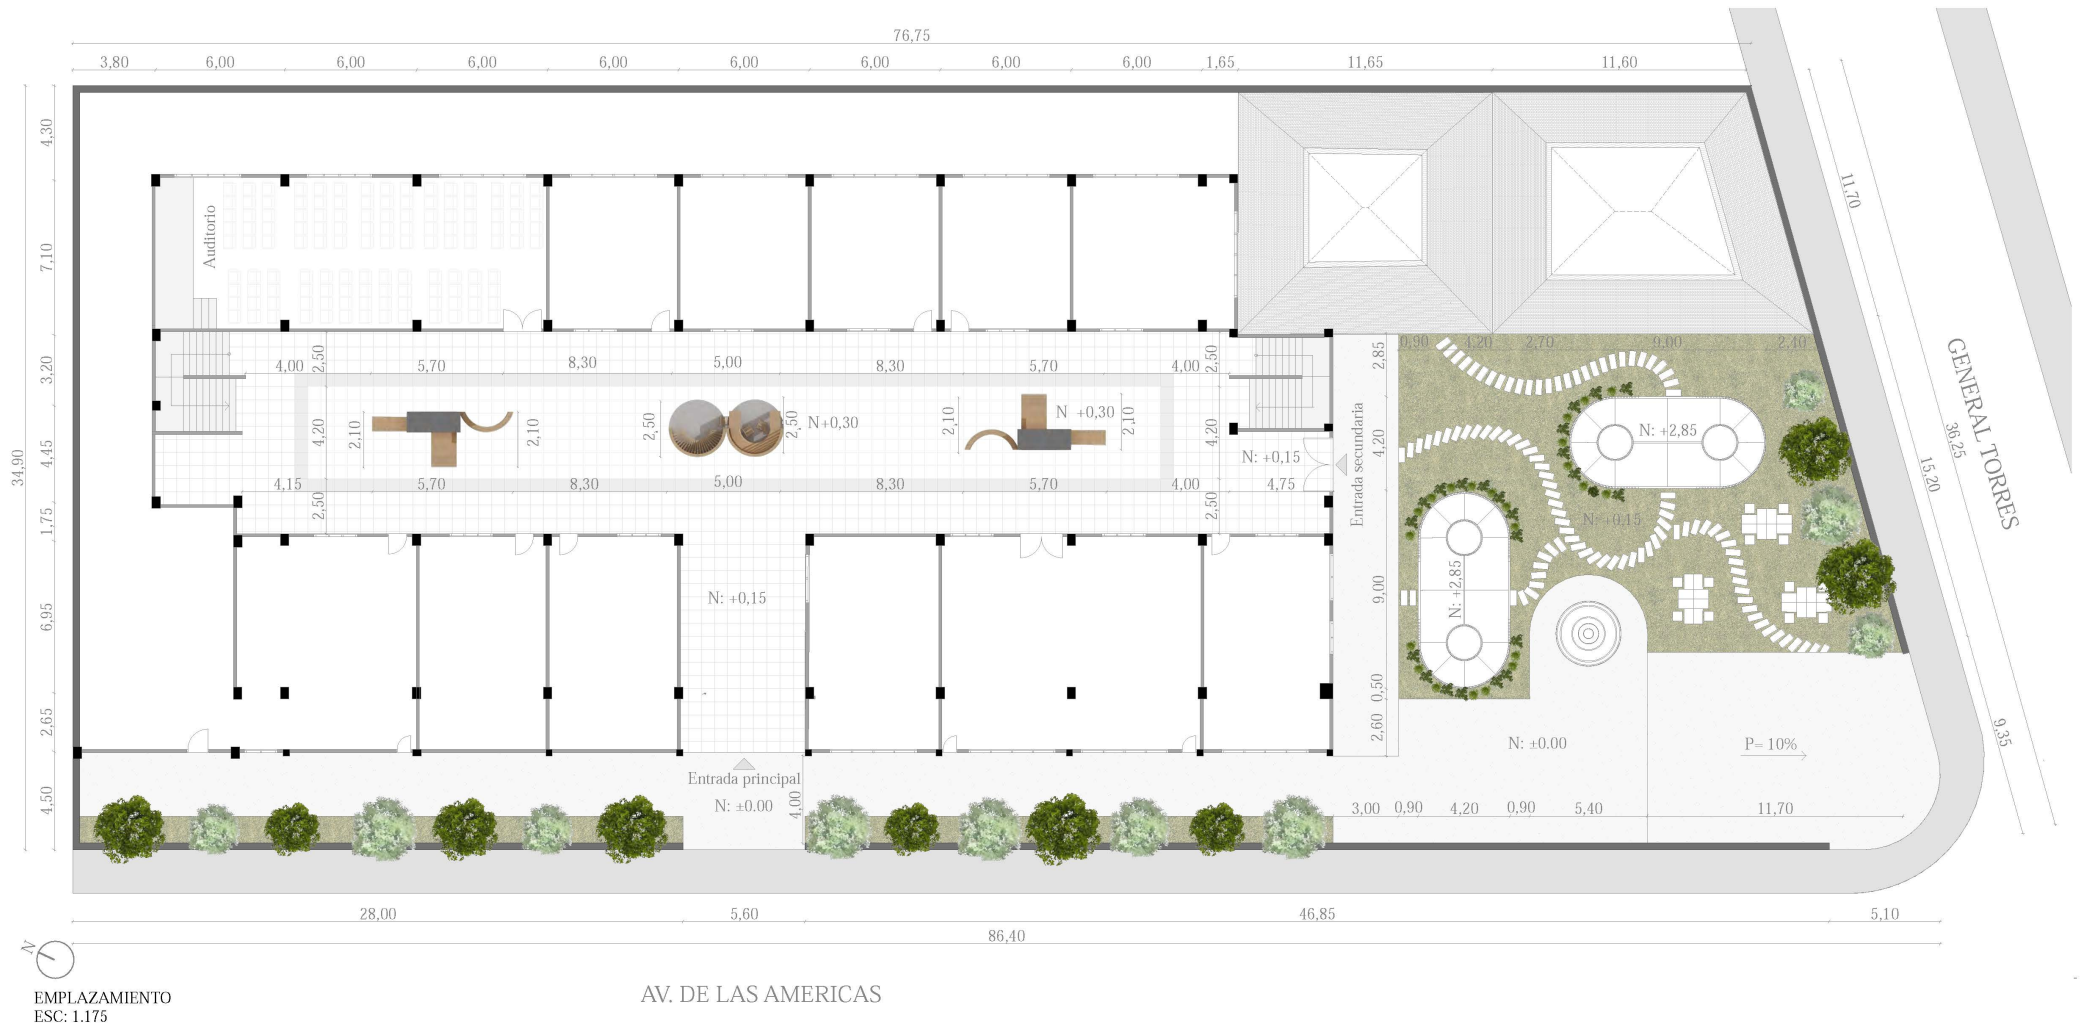 76,75
3,80 6,00 6,00 6,00 6,00 6,00 6,00 6,00 6,00 1,65 11,65 11,60
34,90
4,30
7,10
3,20
4,45
1,75
6,95
2,65
4,50
Auditorio
4,00 2,50 5,70 8,30 5,00 8,30 5,70 4,00 2,50
4,20 2,10 2,10 2,50 2,50 N+0,30 2,10 N +0,30 2,10 4,20
N: +0,15
4,15 5,70 8,30 5,00 8,30 5,70 4,00 4,75
2,50 2,50
N: +0,15
Entrada secundaria
2,85
4,20
9,00
0,50
2,60
0,90 4,20 2,70 9,00 2,40
N: +2,85
N: +0,15
N: +2,85
N: ±0.00
P= 10%
Entrada principal
N: ±0.00
4,00
3,00 0,90 4,20 0,90 5,40 11,70
11,70
15,20
36,25
9,35
GENERAL TORRES
28,00 5,60 46,85 5,10
86,40
N
AV. DE LAS AMERICAS
EMPLAZAMIENTO
ESC: 1.175